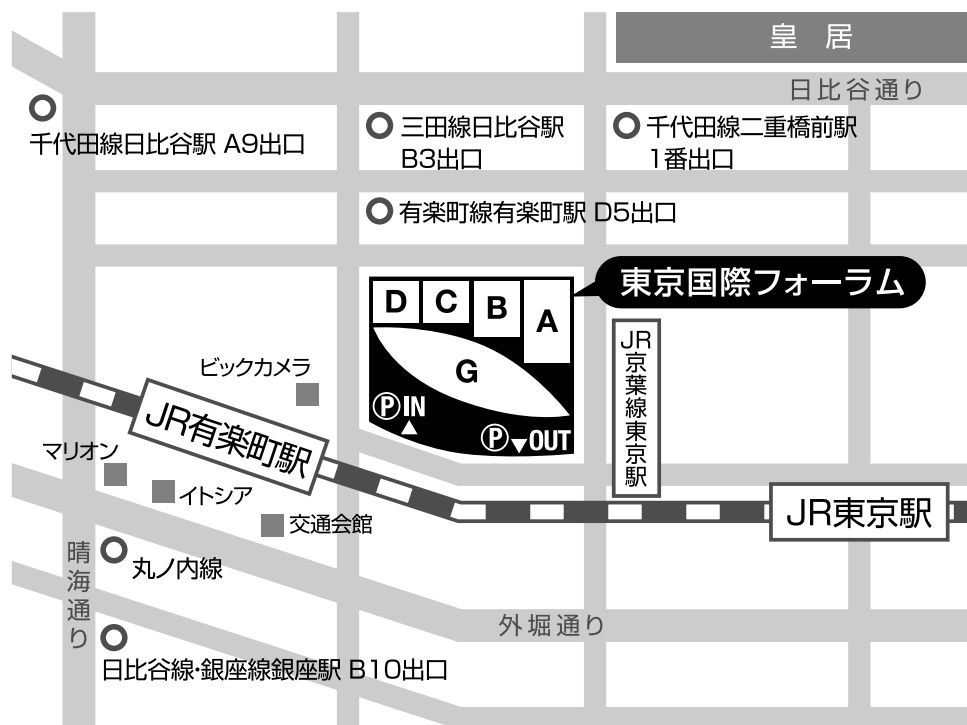 皇居
日比谷通り
千代田線日比谷駅 A9出口
三田線日比谷駅
B3出口
千代田線二重橋前駅
1番出口
有楽町線有楽町駅 D5出口
東京国際フォーラム
D
C
B
A
G
ⓅIN
ⓅOUT
JR京葉線東京駅
ビックカメラ
JR有楽町駅
マリオン
イトシア
交通会館
JR東京駅
晴海通り
丸ノ内線
外堀通り
日比谷線・銀座線銀座駅 B10出口